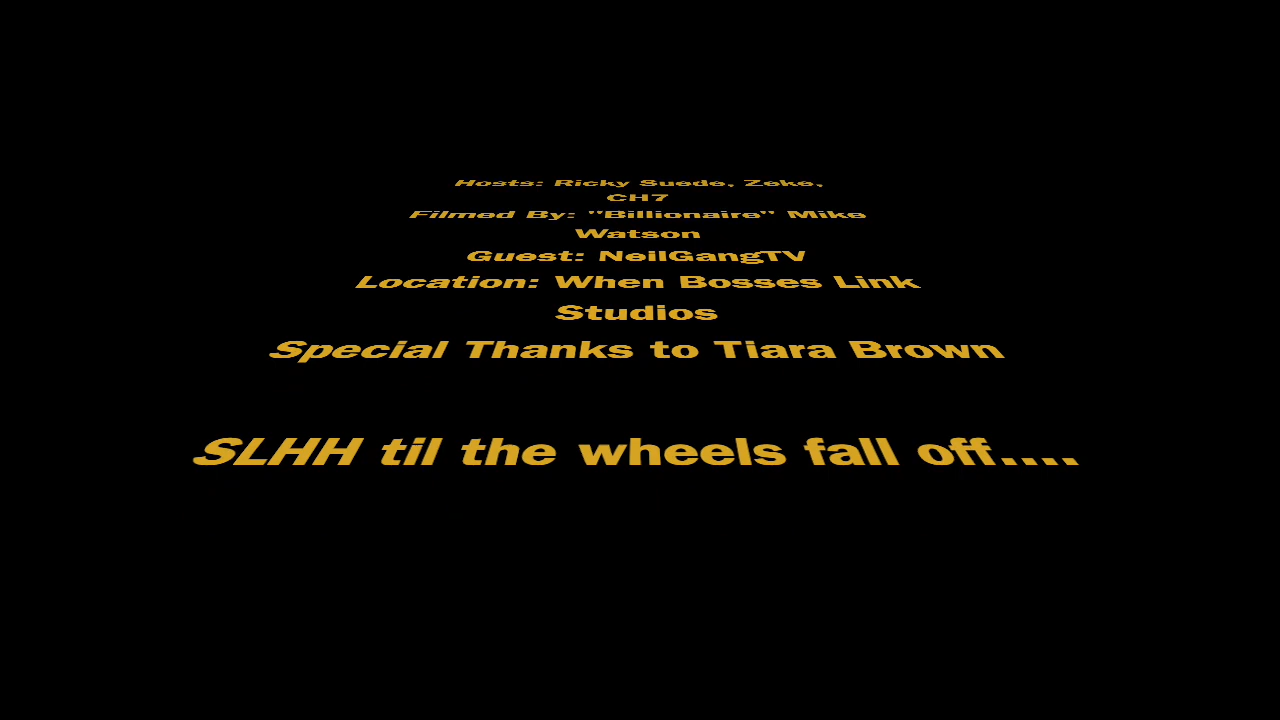 Hosts: Ricky Suede, Zeke,
CH7
Filmed By: "Billionaire" Mike
Watson
Guest: NeilGangTV
Location: When Bosses Link
Studios
Special Thanks to Tiara Brown
SLHH til the wheels fall off....